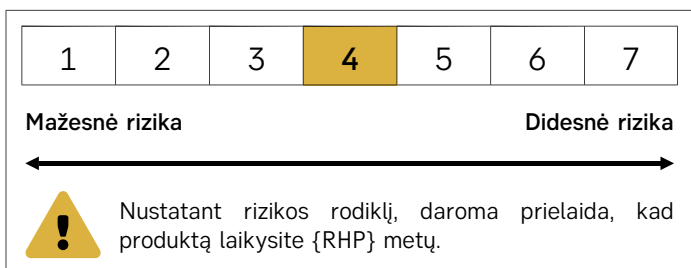 1 2 3 4 5 6 7
Mažesnė rizika Didesnė rizika
Nustatant rizikos rodiklį, daroma prielaida, kad
produktą laikysite {RHP} metų.